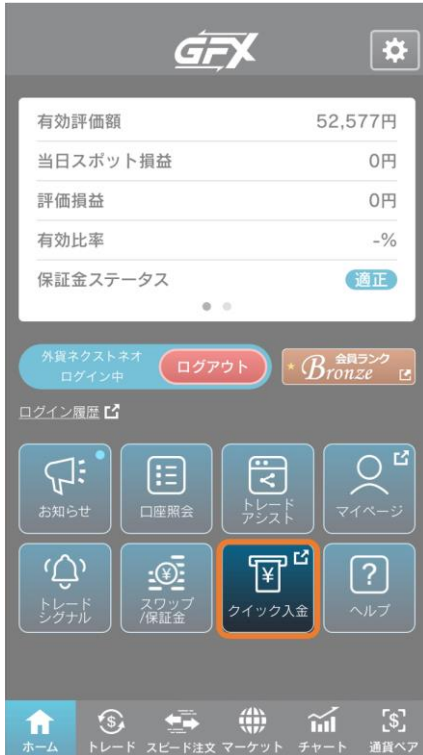 GFX
有効評価額 52,577円
当日スポット損益 0円
評価損益 0円
有効比率 -%
保証金ステータス 適正
外貨ネクストネオ
ログイン中
ログアウト
会員ランク
Bronze
ログイン履歴
お知らせ
口座照会
トレード
アシスト
マイページ
トレード
シグナル
スワップ
/保証金
クイック入金
ヘルプ
ホーム
トレード
スピード注文
マーケット
チャート
通貨ペア